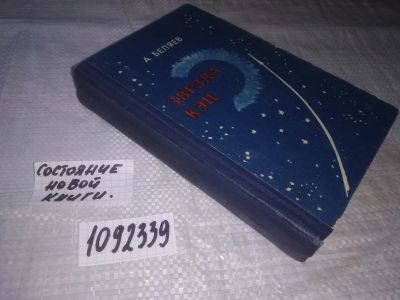 А. БЕЛЯЕВ
ЗВЕЗДА
КЭЦ
СОСТОЯНИЕ
НОВОЙ
КНИГИ.
1092339